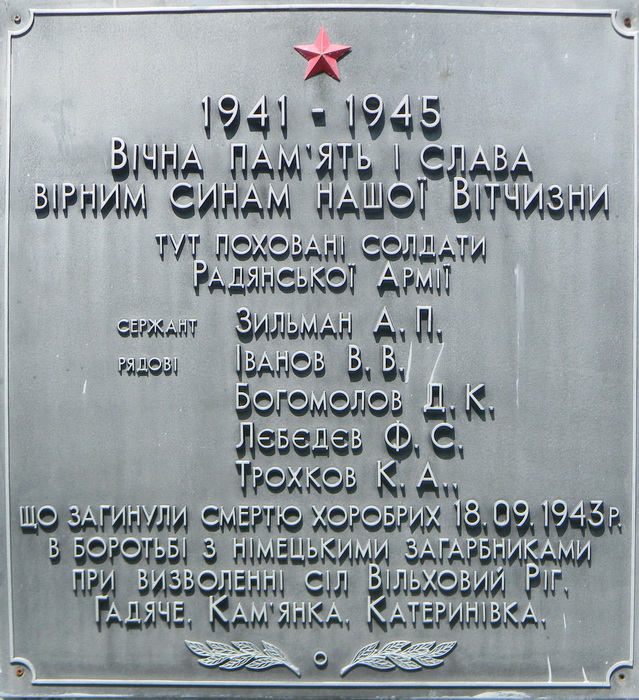 1941 - 1945
Вічна пам'ять і слава
вірним синам нашої Вітчизни
тут поховані солдати
Радянської Армії
сержант Зильман А. П.
рядові Іванов В. В.
Богомолов Д. К.
Лєбєдєв Ф. С.
Трохков К. А.,
що загинули смертю хоробрих 18.09.1943 р.
в боротьбі з німецькими загарбниками
при визволенні сіл Вільховий Ріг,
Гадяче, Кам'янка, Катеринівка.